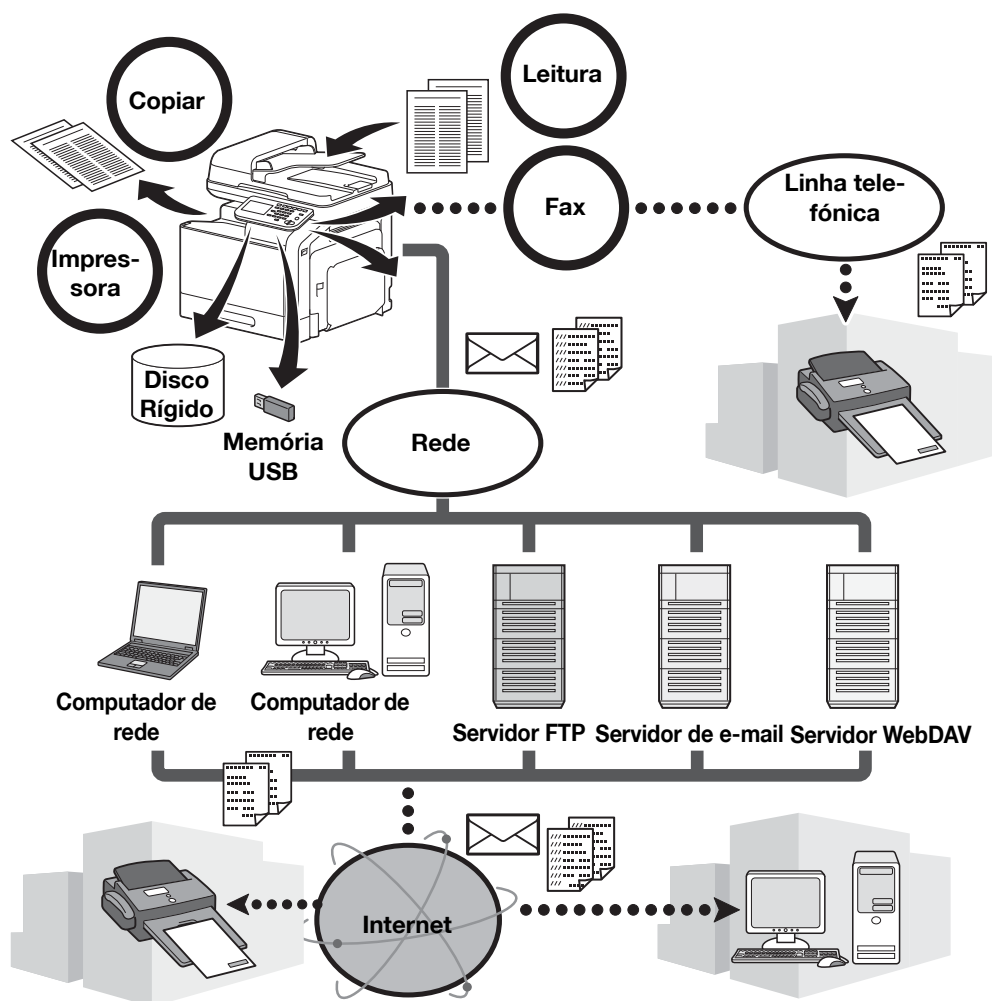 Leitura
Copiar
Fax
Linha tele-
fónica
Impres-
sora
Disco
Rígido
Memória
USB
Rede
Computador de
rede
Computador de
rede
Servidor FTP
Servidor de e-mail
Servidor WebDAV
Internet